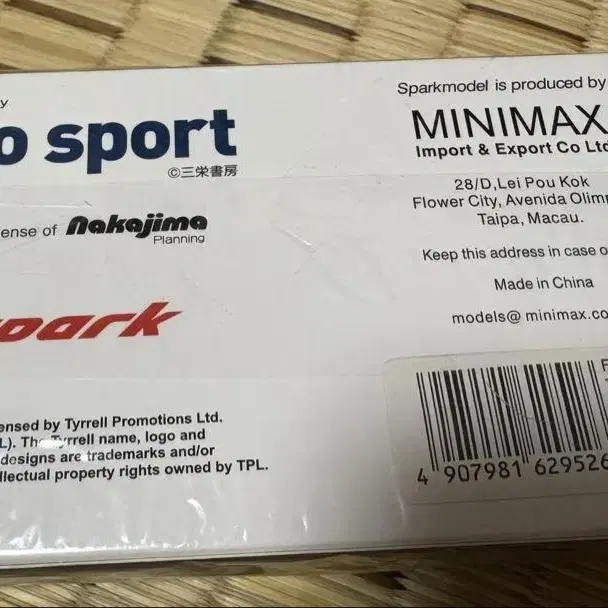 y
o sport
©三栄書房
ense of Nakajima
Planning
park
ensed by Tyrrell Promotions Ltd.
L). The Tyrrell name, logo and
designs are trademarks and/or
llectual property rights owned by TPL.
Sparkmodel is produced by
MINIMAX
Import & Export Co Ltd
28/D,Lei Pou Kok
Flower City, Avenida Olim
Taipa, Macau.
Keep this address in case o
Made in China
models@ minimax.co
F
4 907981 629526